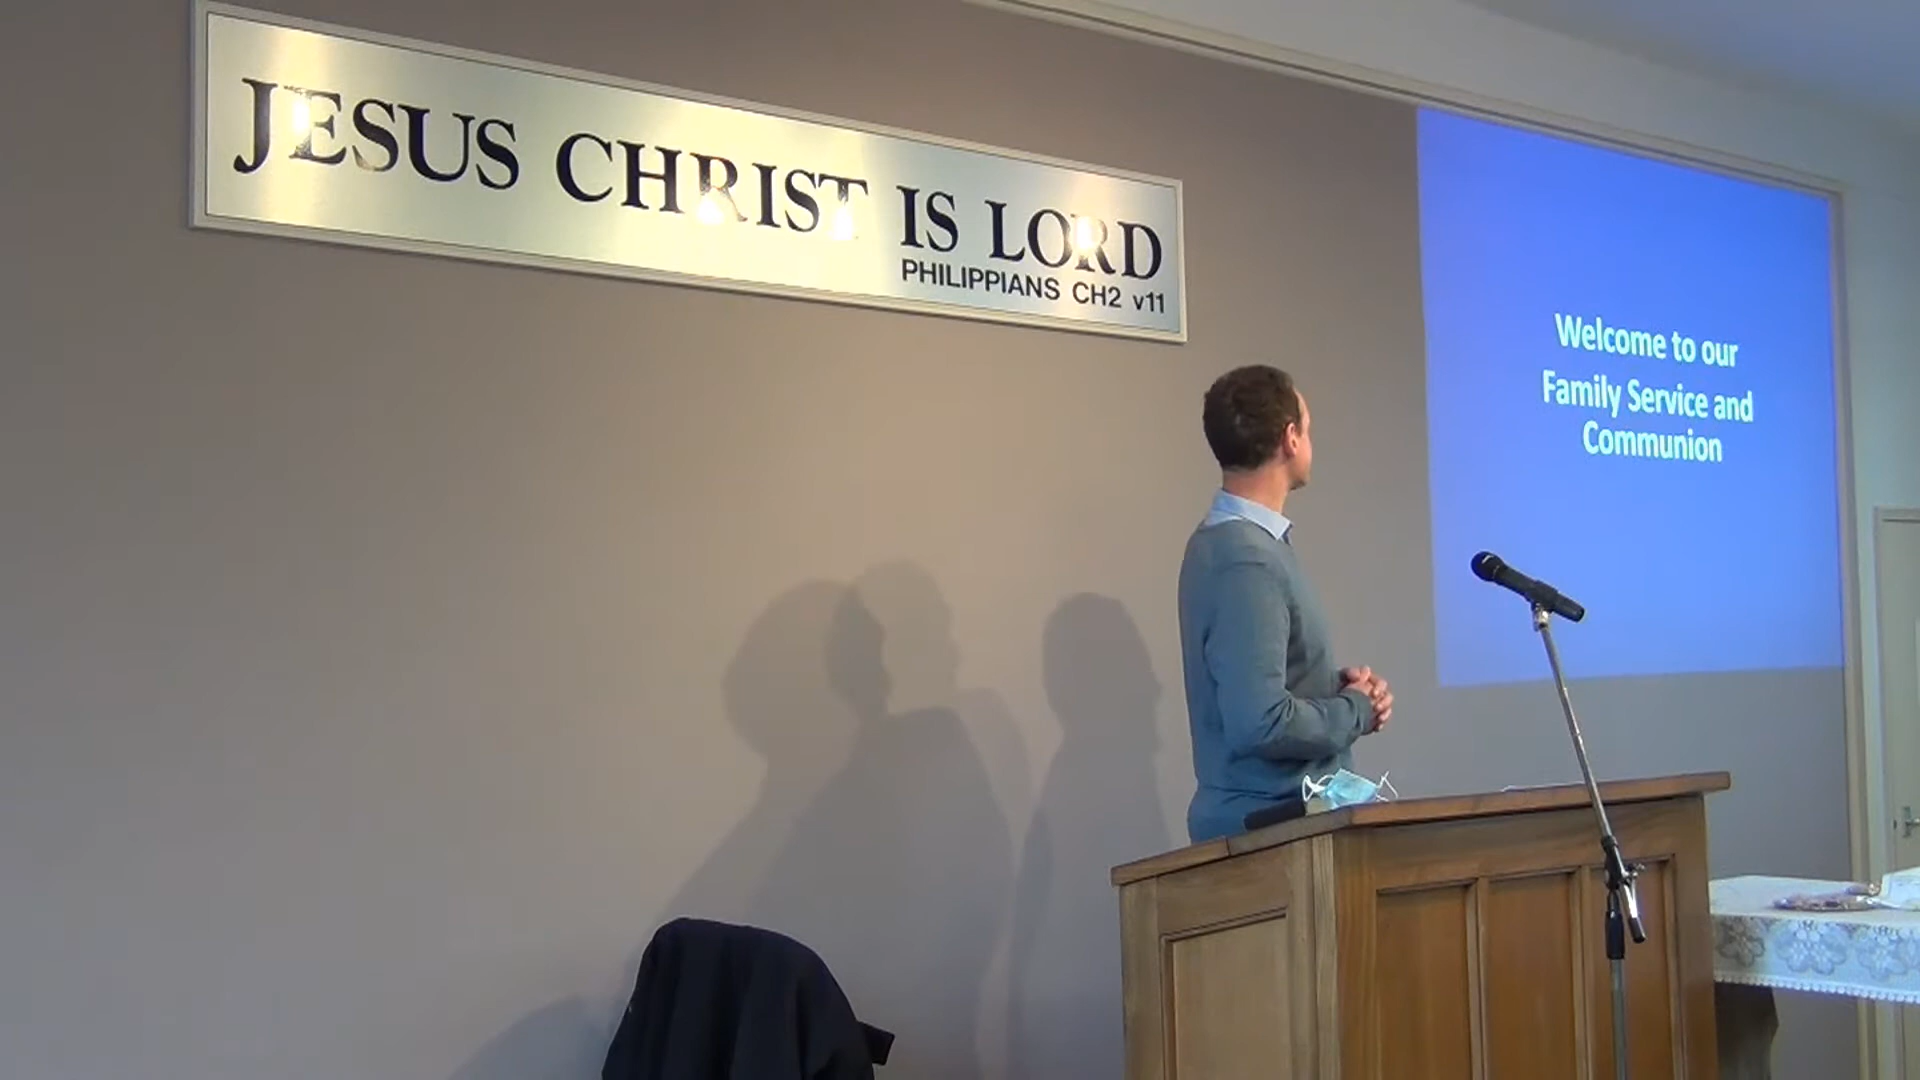 JESUS CHRIST IS LORD
PHILIPPIANS CH2 v11
Welcome to our
Family Service and
Communion